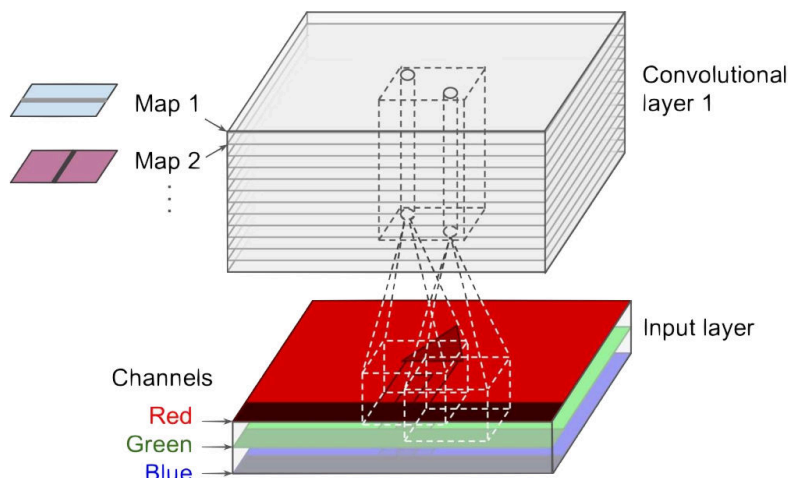 Convolutional
layer 1
Map 1
Map 2
Input layer
Channels
Red
Green
Blue